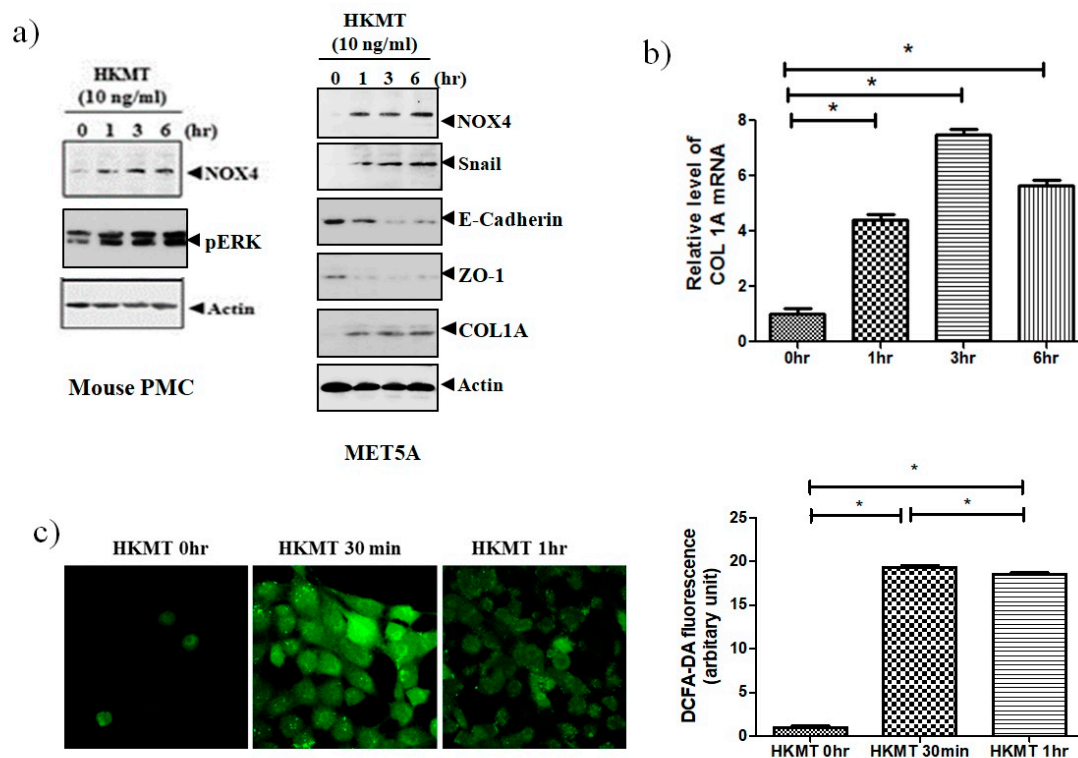 a)
HKMT
(10 ng/ml)
0 1 3 6 (hr)
NOX4
pERK
Actin
Mouse PMC
HKMT
(10 ng/ml)
0 1 3 6 (hr)
NOX4
Snail
E-Cadherin
ZO-1
COL1A
Actin
MET5A
b)
* 
*
*
Relative level of
COL 1A mRNA
8
6
4
2
0
0hr 1hr 3hr 6hr
c)
HKMT 0hr HKMT 30 min HKMT 1hr
*
* *
DCFA-DA fluorescence
(arbitary unit)
25
20
15
10
5
0
HKMT 0hr HKMT 30min HKMT 1hr